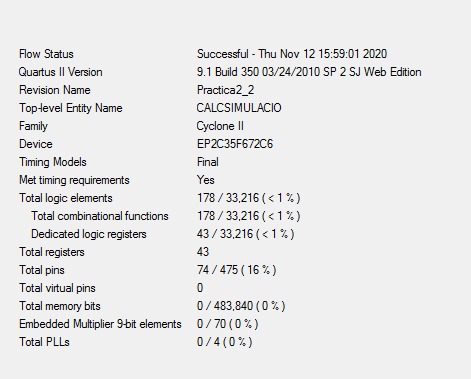 Flow Status Successful - Thu Nov 12 15:59:01 2020
Quartus II Version 9.1 Build 350 03/24/2010 SP 2 SJ Web Edition
Revision Name Practica2_2
Top-level Entity Name CALCSIMULACIO
Family Cyclone II
Device EP2C35F672C6
Timing Models Final
Met timing requirements Yes
Total logic elements 178 / 33,216 ( < 1 % )
Total combinational functions 178 / 33,216 ( < 1 % )
Dedicated logic registers 43 / 33,216 ( < 1 % )
Total registers 43
Total pins 74 / 475 ( 16 % )
Total virtual pins 0
Total memory bits 0 / 483,840 ( 0 % )
Embedded Multiplier 9-bit elements 0 / 70 ( 0 % )
Total PLLs 0 / 4 ( 0 % )